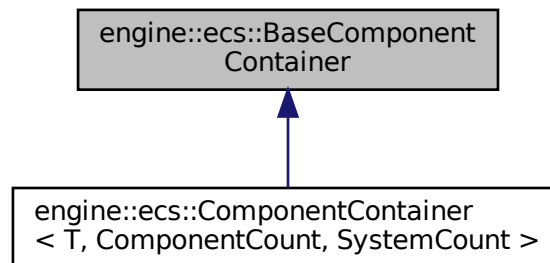 engine::ecs::BaseComponent
Container
engine::ecs::ComponentContainer
< T, ComponentCount, SystemCount >